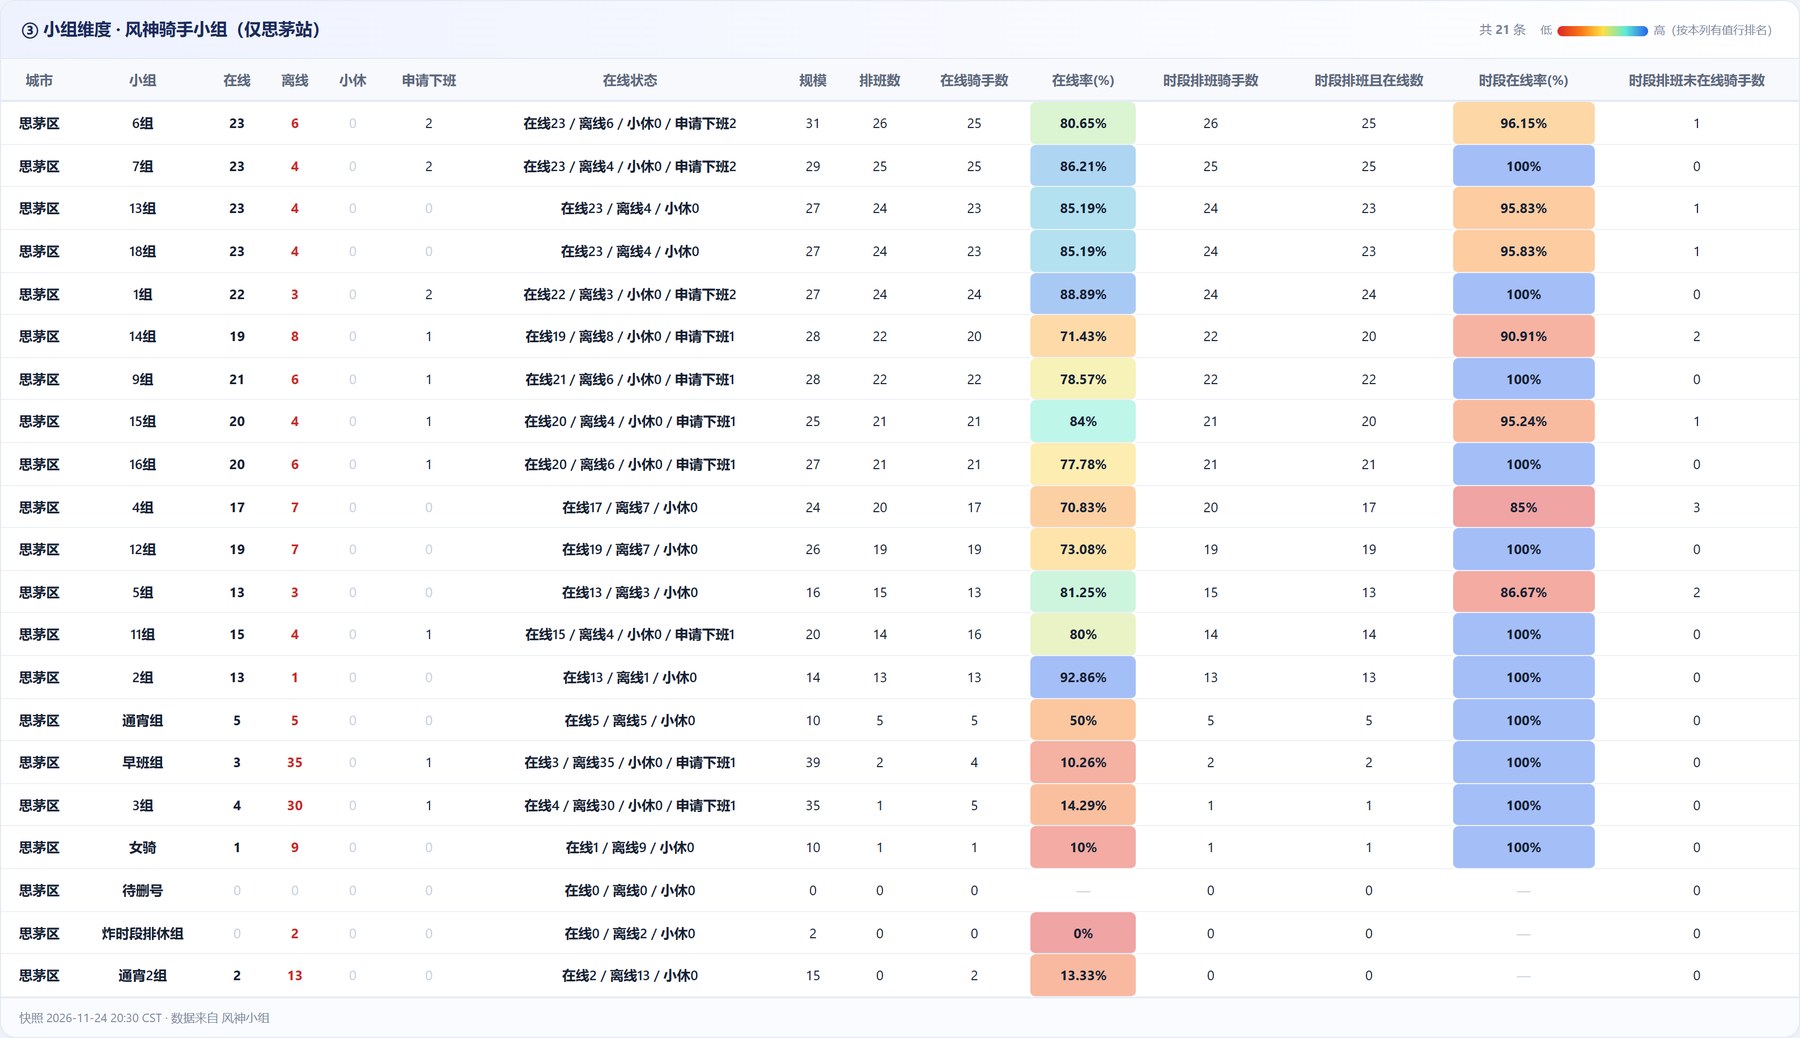 ③ 小组维度 · 风神骑手小组（仅思茅站）
共 21 条 低 高 (按本列有值行排名)
城市 小组 在线 离线 小休 申请下班 在线状态 规模 排班数 在线骑手数 在线率(%) 时段排班骑手数 时段排班且在线数 时段在线率(%) 时段排班未在线骑手数
思茅区 6组 23 6 0 2 在线23 / 离线6 / 小休0 / 申请下班2 31 26 25 80.65% 26 25 96.15% 1
思茅区 7组 23 4 0 2 在线23 / 离线4 / 小休0 / 申请下班2 29 25 25 86.21% 25 25 100% 0
思茅区 13组 23 4 0 0 在线23 / 离线4 / 小休0 27 24 23 85.19% 24 23 95.83% 1
思茅区 18组 23 4 0 0 在线23 / 离线4 / 小休0 27 24 23 85.19% 24 23 95.83% 1
思茅区 1组 22 3 0 2 在线22 / 离线3 / 小休0 / 申请下班2 27 24 24 88.89% 24 24 100% 0
思茅区 14组 19 8 0 1 在线19 / 离线8 / 小休0 / 申请下班1 28 22 20 71.43% 22 20 90.91% 2
思茅区 9组 21 6 0 1 在线21 / 离线6 / 小休0 / 申请下班1 28 22 22 78.57% 22 22 100% 0
思茅区 15组 20 4 0 1 在线20 / 离线4 / 小休0 / 申请下班1 25 21 21 84% 21 20 95.24% 1
思茅区 16组 20 6 0 1 在线20 / 离线6 / 小休0 / 申请下班1 27 21 21 77.78% 21 21 100% 0
思茅区 4组 17 7 0 0 在线17 / 离线7 / 小休0 24 20 17 70.83% 20 17 85% 3
思茅区 12组 19 7 0 0 在线19 / 离线7 / 小休0 26 19 19 73.08% 19 19 100% 0
思茅区 5组 13 3 0 0 在线13 / 离线3 / 小休0 16 15 13 81.25% 15 13 86.67% 2
思茅区 11组 15 4 0 1 在线15 / 离线4 / 小休0 / 申请下班1 20 14 16 80% 14 14 100% 0
思茅区 2组 13 1 0 0 在线13 / 离线1 / 小休0 14 13 13 92.86% 13 13 100% 0
思茅区 通宵组 5 5 0 0 在线5 / 离线5 / 小休0 10 5 5 50% 5 5 100% 0
思茅区 早班组 3 35 0 1 在线3 / 离线35 / 小休0 / 申请下班1 39 2 4 10.26% 2 2 100% 0
思茅区 3组 4 30 0 1 在线4 / 离线30 / 小休0 / 申请下班1 35 1 5 14.29% 1 1 100% 0
思茅区 女骑 1 9 0 0 在线1 / 离线9 / 小休0 10 1 1 10% 1 1 100% 0
思茅区 待删号 0 0 0 0 在线0 / 离线0 / 小休0 0 0 0 — 0 0 — 0
思茅区 炸时段排休组 0 2 0 0 在线0 / 离线2 / 小休0 2 0 0 0% 0 0 — 0
思茅区 通宵2组 2 13 0 0 在线2 / 离线13 / 小休0 15 0 2 13.33% 0 0 — 0
快照 2026-11-24 20:30 CST · 数据来自 风神小组